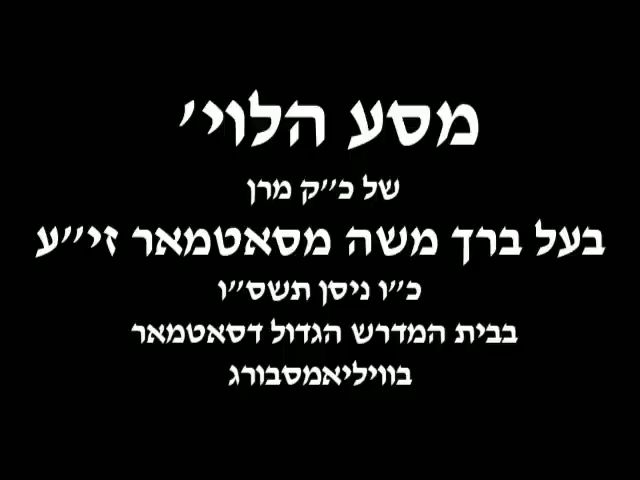 מסע הלוי'
של כ"ק מרן
בעל ברך משה מסאטמאר זי"ע
כ"ו ניסן תשס"ו
בבית המדרש הגדול דסאטמאר
בוויליאמסבורג